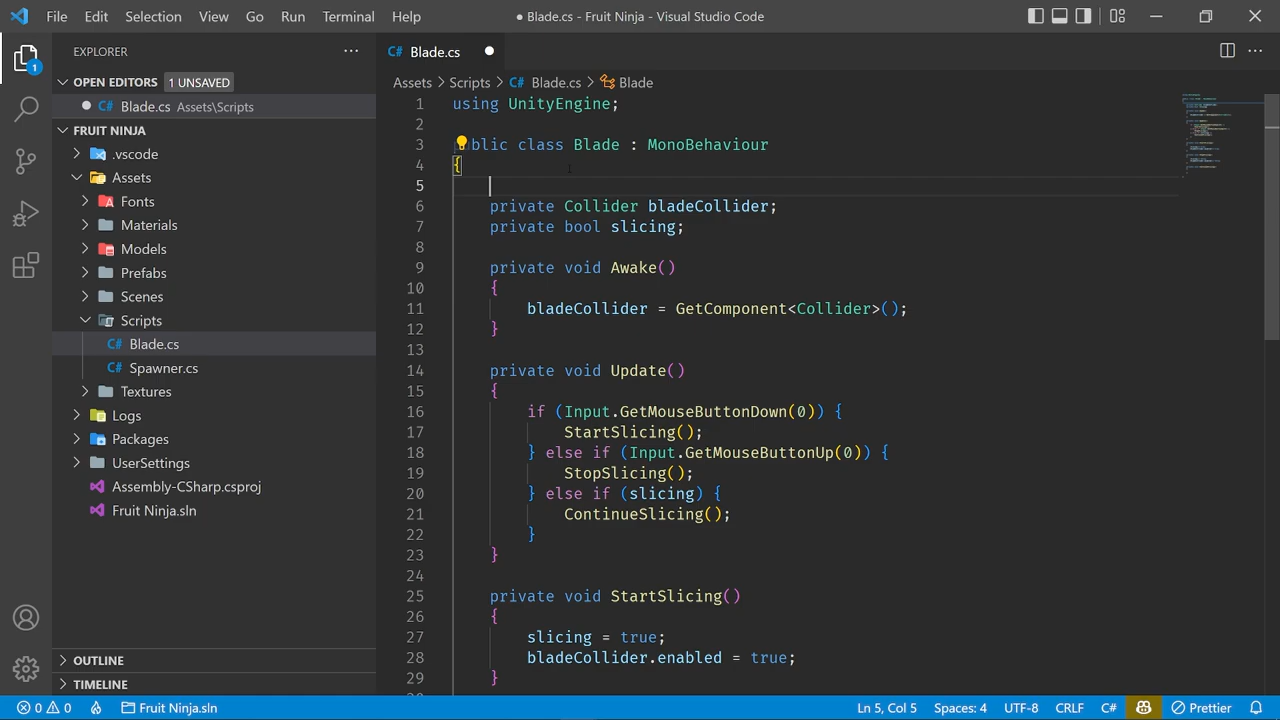 File Edit Selection View Go Run Terminal Help
● Blade.cs - Fruit Ninja - Visual Studio Code
EXPLORER
OPEN EDITORS 1 UNSAVED
Blade.cs Assets\Scripts
FRUIT NINJA
.vscode
Assets
Fonts
Materials
Models
Prefabs
Scenes
Scripts
C# Blade.cs
C# Spawner.cs
Textures
Logs
Packages
UserSettings
Assembly-CSharp.csproj
Fruit Ninja.sln
OUTLINE
TIMELINE
1
C# Blade.cs
Assets > Scripts > C# Blade.cs > Blade
1 using UnityEngine;
2
3 blic class Blade : MonoBehaviour
4 {
5
6 private Collider bladeCollider;
7 private bool slicing;
8
9 private void Awake()
10 {
11 bladeCollider = GetComponent<Collider>();
12 }
13
14 private void Update()
15 {
16 if (Input.GetMouseButtonDown(0)) {
17 StartSlicing();
18 } else if (Input.GetMouseButtonUp(0)) {
19 StopSlicing();
20 } else if (slicing) {
21 ContinueSlicing();
22 }
23 }
24
25 private void StartSlicing()
26 {
27 slicing = true;
28 bladeCollider.enabled = true;
29 }
0 0 Fruit Ninja.sln Ln 5, Col 5 Spaces: 4 UTF-8 CRLF C# Prettier